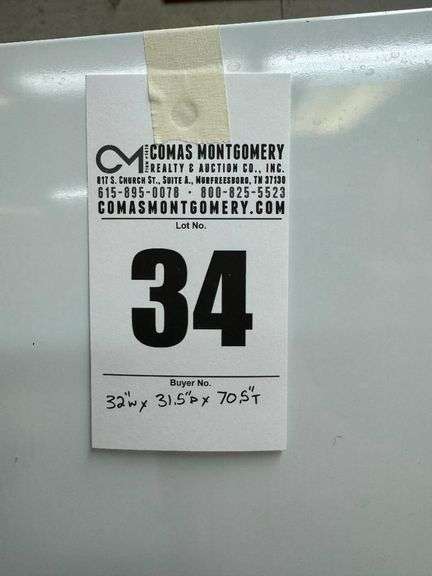 COMAS MONTGOMERY
REALTY & AUCTION CO., INC.
817 S. CHURCH ST., SUITE A., MURFREESBORO, TN 37130
615-895-0078 • 800-825-5523
COMASMONTGOMERY.COM
Lot No.
34
Buyer No.
32"W x 31.5"D x 70.5"T